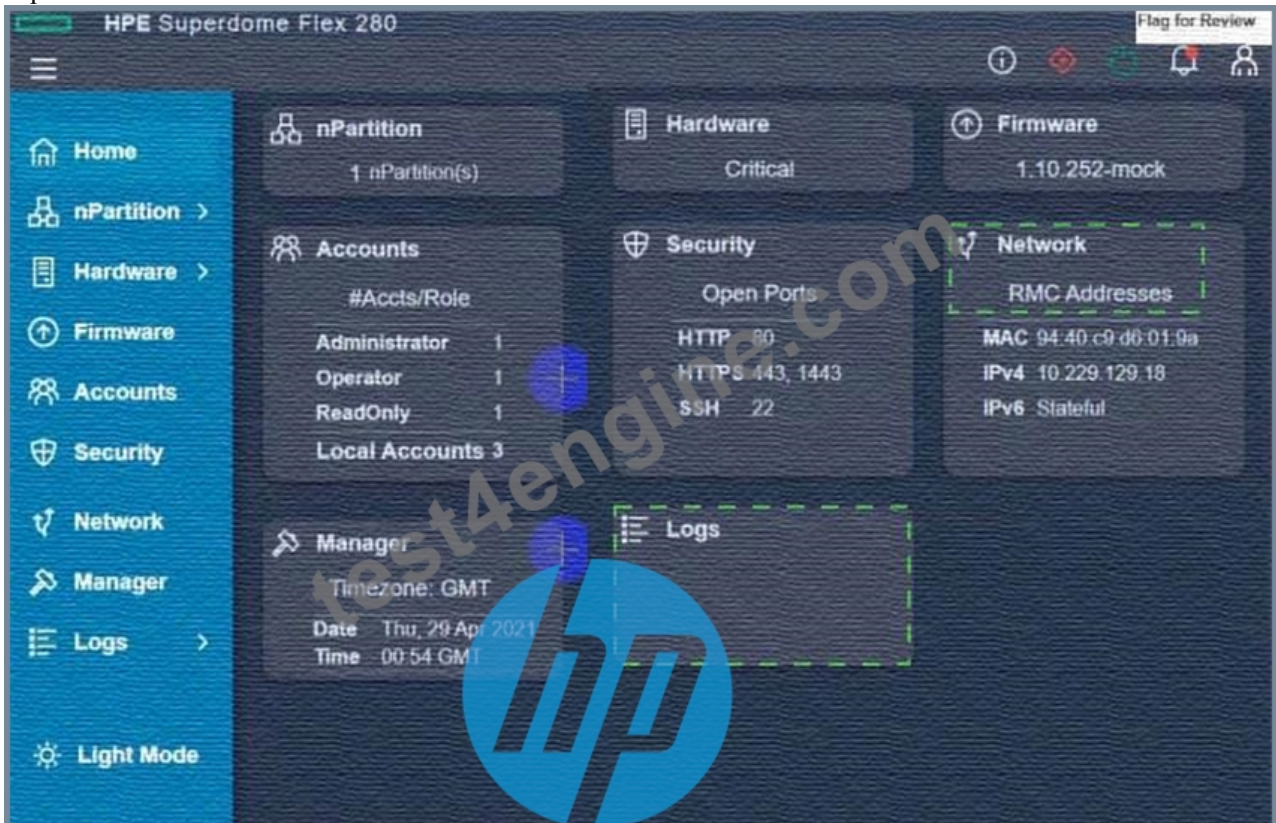 HPE Superdome Flex 280
Flag for Review
Home
nPartition
Hardware
Firmware
Accounts
Security
Network
Manager
Logs
Light Mode
nPartition
1 nPartition(s)
Hardware
Critical
Firmware
1.10.252-mock
Accounts
#Accts/Role
Administrator 1
Operator 1
ReadOnly 1
Local Accounts 3
Security
Open Ports
HTTP 80
HTTPS 443, 1443
SSH 22
Network
RMC Addresses
MAC 94:40:c9:d6:01:9a
IPv4 10.229.129.18
IPv6 Stateful
Manager
Timezone: GMT
Date Thu, 29 Apr 2021
Time 00:54 GMT
Logs
test4engine.com
hp